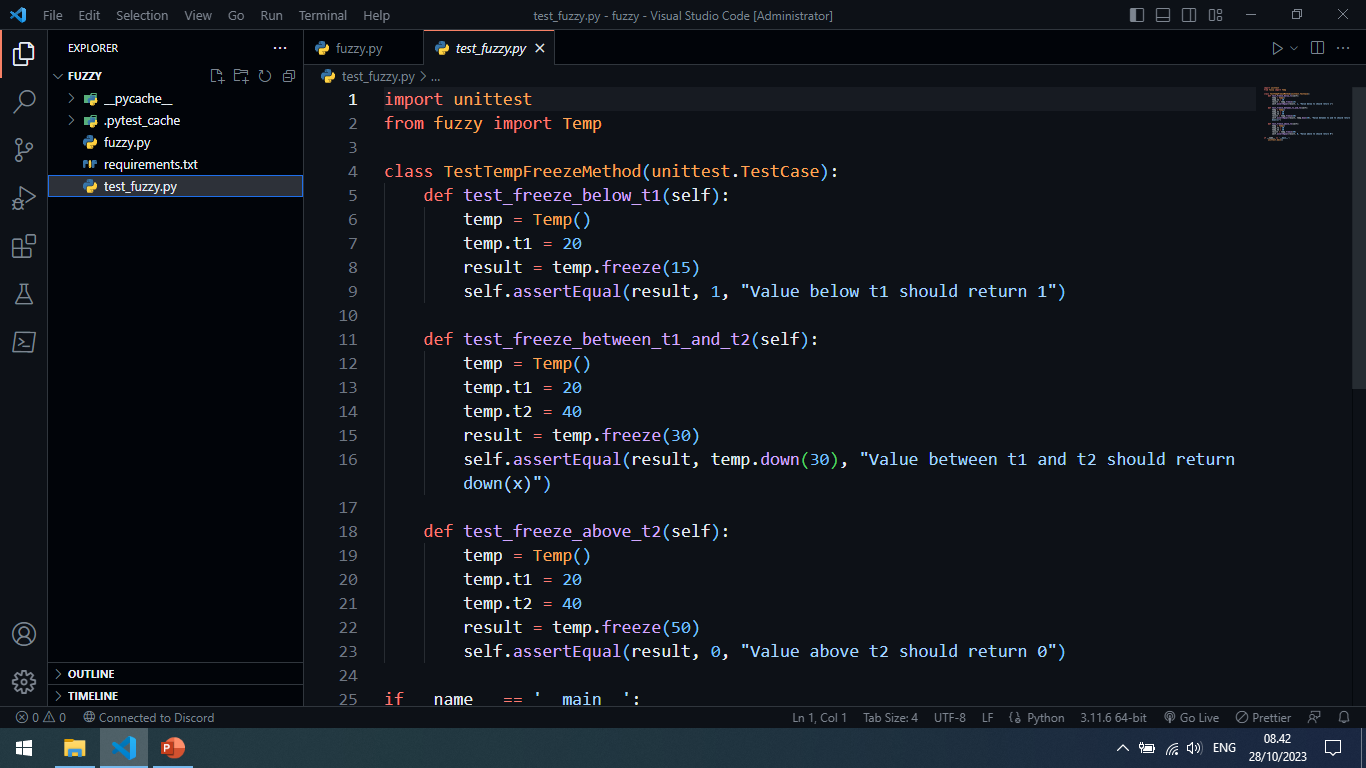 File Edit Selection View Go Run Terminal Help
test_fuzzy.py - fuzzy - Visual Studio Code [Administrator]
EXPLORER
FUZZY
__pycache__
.pytest_cache
fuzzy.py
requirements.txt
test_fuzzy.py
OUTLINE
TIMELINE
fuzzy.py
test_fuzzy.py
test_fuzzy.py > ...
1 import unittest
2 from fuzzy import Temp
3
4 class TestTempFreezeMethod(unittest.TestCase):
5 def test_freeze_below_t1(self):
6 temp = Temp()
7 temp.t1 = 20
8 result = temp.freeze(15)
9 self.assertEqual(result, 1, "Value below t1 should return 1")
10
11 def test_freeze_between_t1_and_t2(self):
12 temp = Temp()
13 temp.t1 = 20
14 temp.t2 = 40
15 result = temp.freeze(30)
16 self.assertEqual(result, temp.down(30), "Value between t1 and t2 should return
down(x)")
17
18 def test_freeze_above_t2(self):
19 temp = Temp()
20 temp.t1 = 20
21 temp.t2 = 40
22 result = temp.freeze(50)
23 self.assertEqual(result, 0, "Value above t2 should return 0")
24
25 if __name__ == '__main__':
0 0 Connected to Discord
Ln 1, Col 1 Tab Size: 4 UTF-8 LF Python 3.11.6 64-bit Go Live Prettier
ENG
08.42
28/10/2023